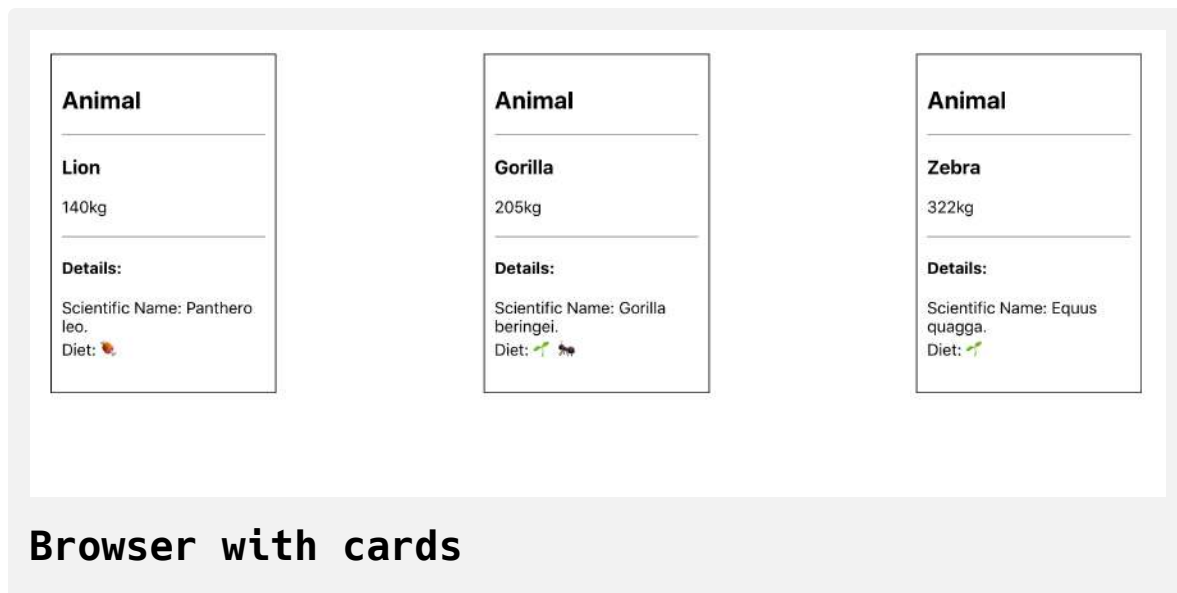 Animal
Lion
140kg
Details:
Scientific Name: Panthero
leo.
Diet: 🍖
Animal
Gorilla
205kg
Details:
Scientific Name: Gorilla
beringei.
Diet: 🌱 🐜
Animal
Zebra
322kg
Details:
Scientific Name: Equus
quagga.
Diet: 🌱
Browser with cards